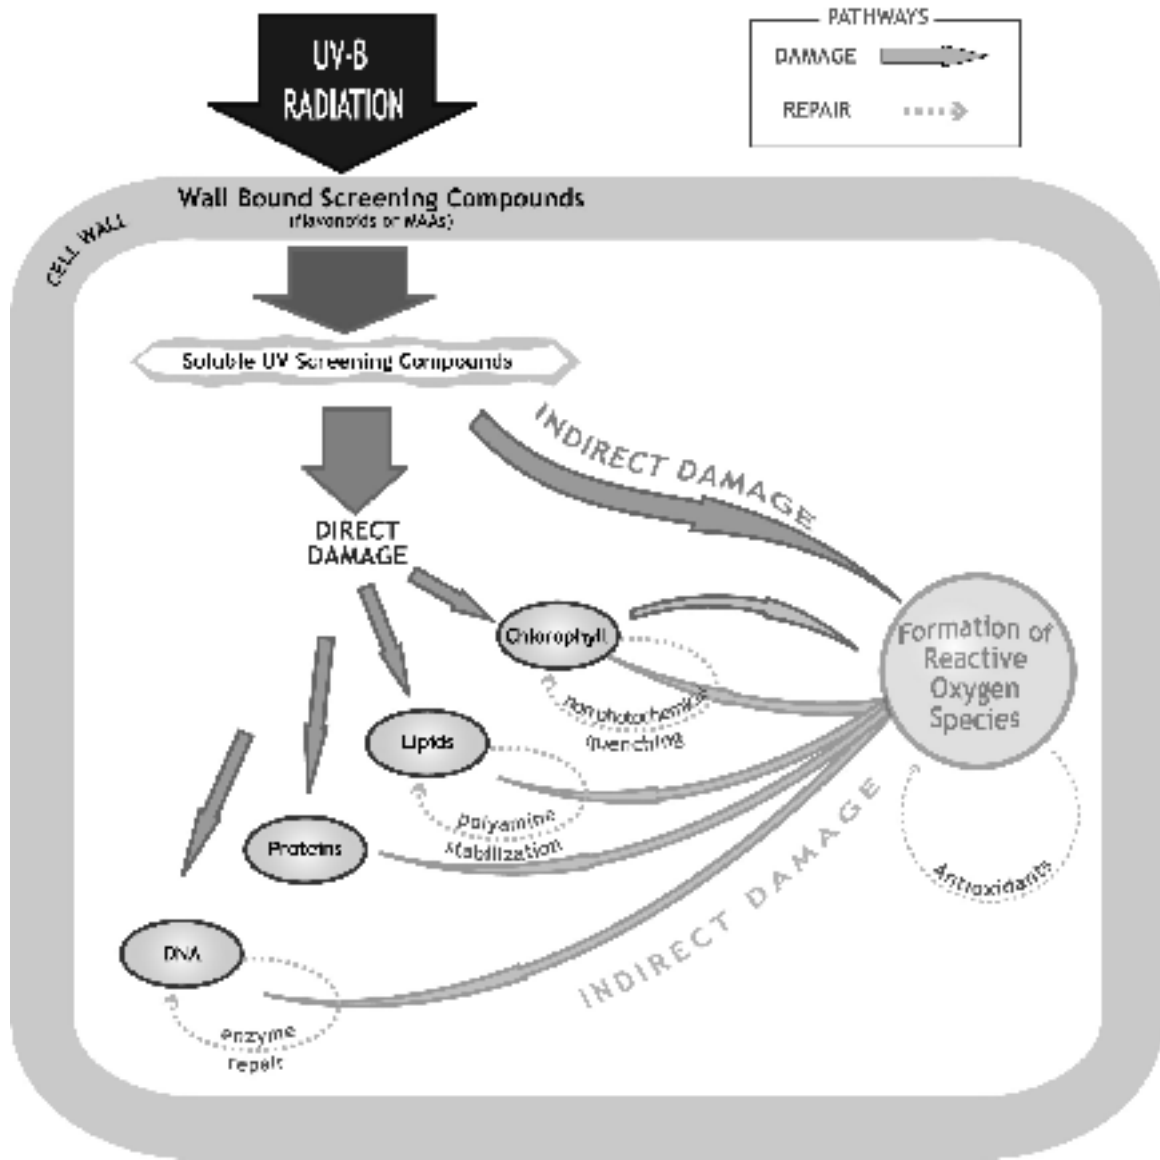 UV-B
RADIATION
PATHWAYS
DAMAGE
REPAIR
Wall Bound Screening Compounds
(flavonoids or MAAs)
CELL WALL
Soluble UV Screening Compounds
INDIRECT DAMAGE
DIRECT
DAMAGE
Chlorophyll
nonphotochemical
quenching
Formation of
Reactive
Oxygen
Species
Lipids
polyamine
stabilization
Proteins
Antioxidants
INDIRECT DAMAGE
DNA
enzyme
repair